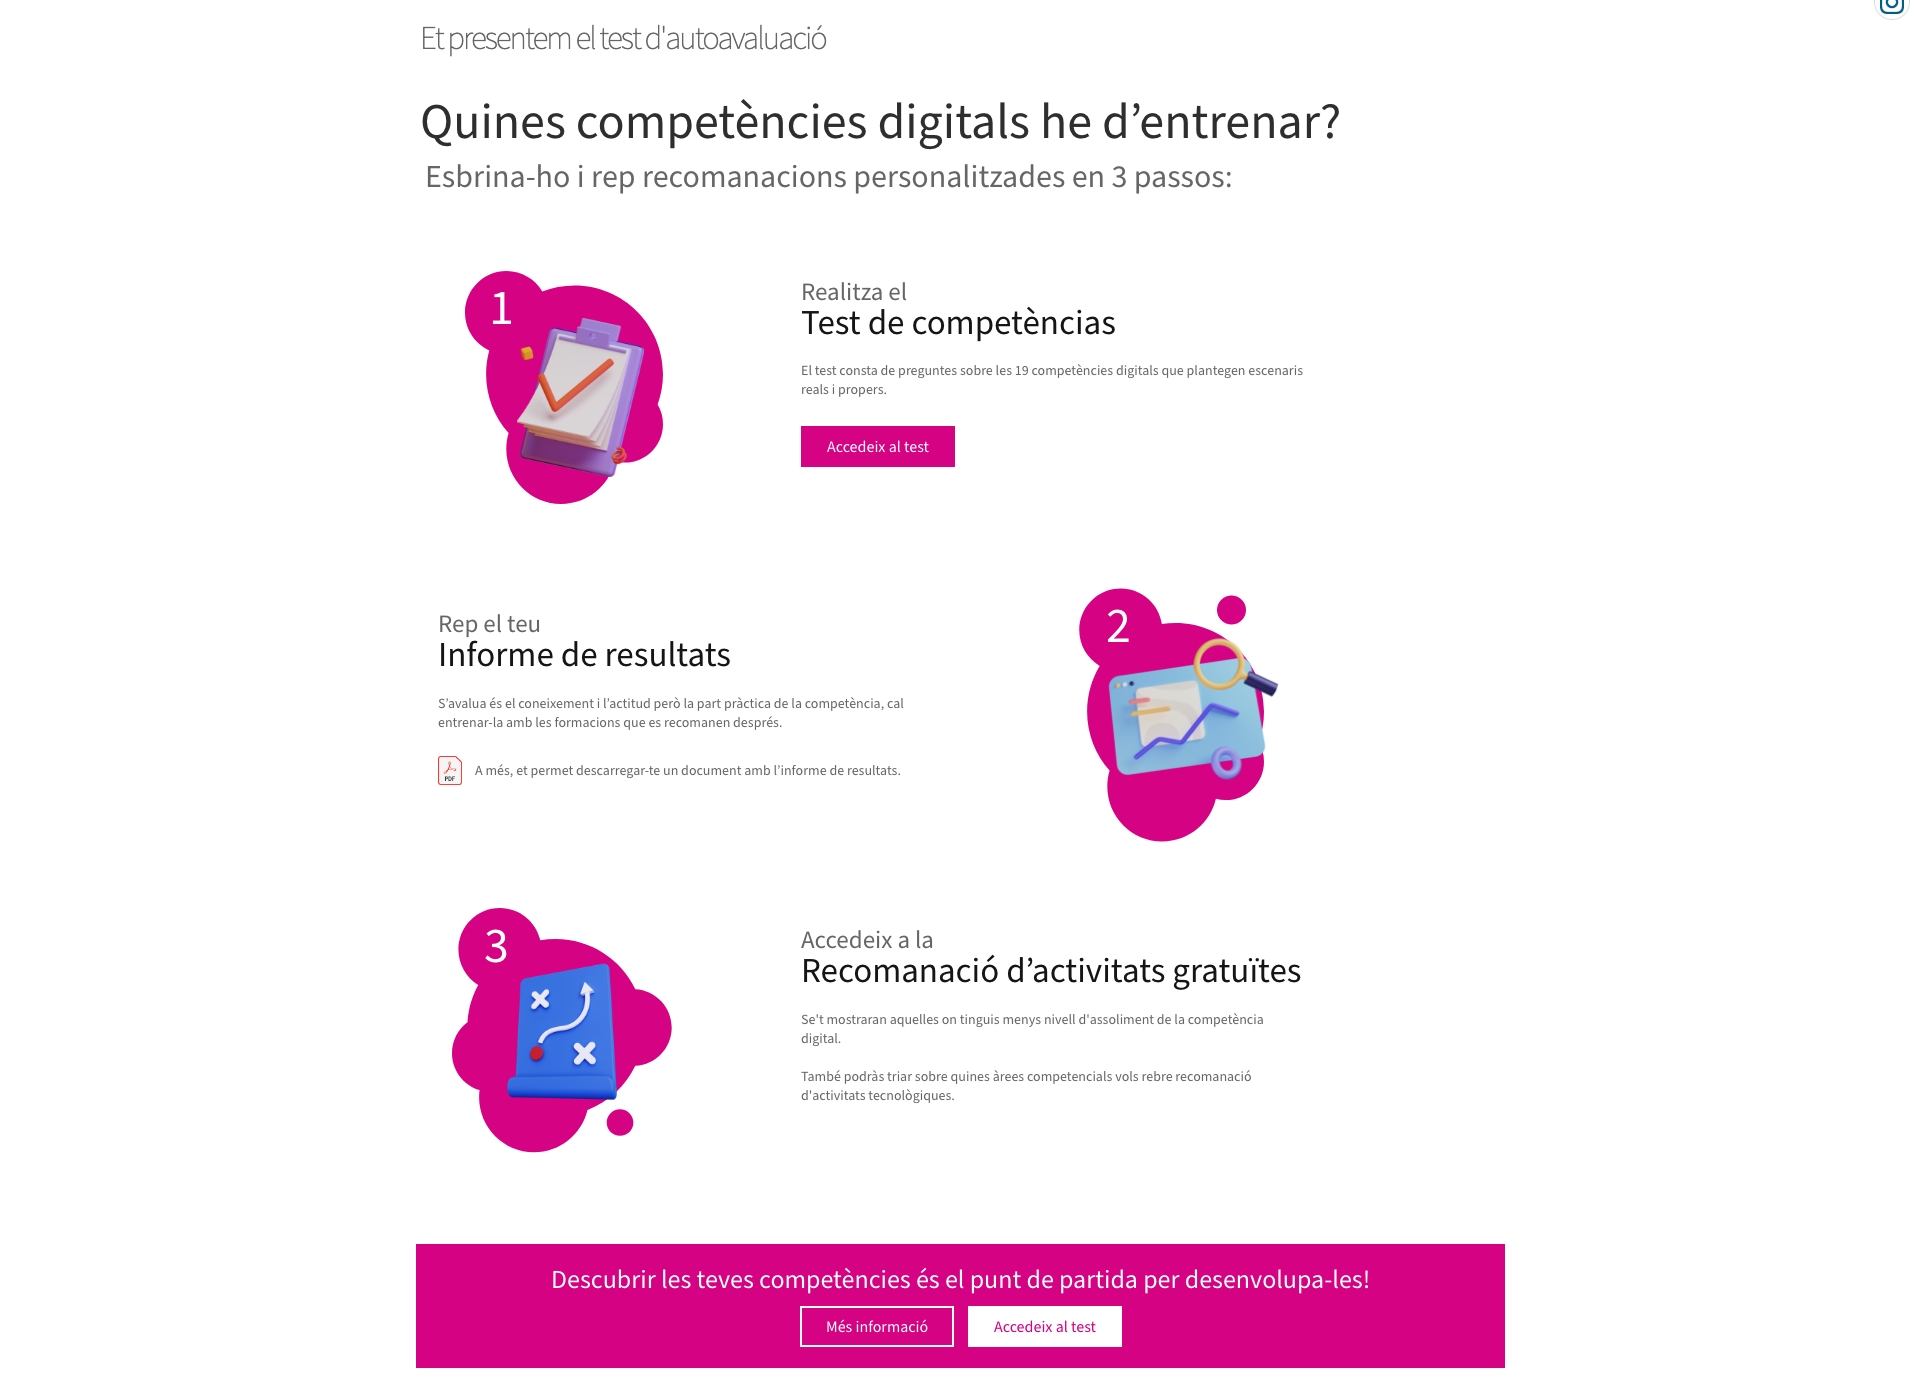 Et presentem el test d'autoavaluació
Quines competències digitals he d’entrenar?
Esbrina-ho i rep recomanacions personalitzades en 3 passos:
1
Realitza el
Test de competèncias
El test consta de preguntes sobre les 19 competències digitals que plantegen escenaris
reals i propers.
Accedeix al test
2
Rep el teu
Informe de resultats
S’avalua és el coneixement i l’actitud però la part pràctica de la competència, cal
entrenar-la amb les formacions que es recomanen després.
PDF
A més, et permet descarregar-te un document amb l’informe de resultats.
3
Accedeix a la
Recomanació d’activitats gratuïtes
Se't mostraran aquelles on tinguis menys nivell d'assoliment de la competència
digital.
També podràs triar sobre quines àrees competencials vols rebre recomanació
d'activitats tecnològiques.
Descubrir les teves competències és el punt de partida per desenvolupa-les!
Més informació
Accedeix al test